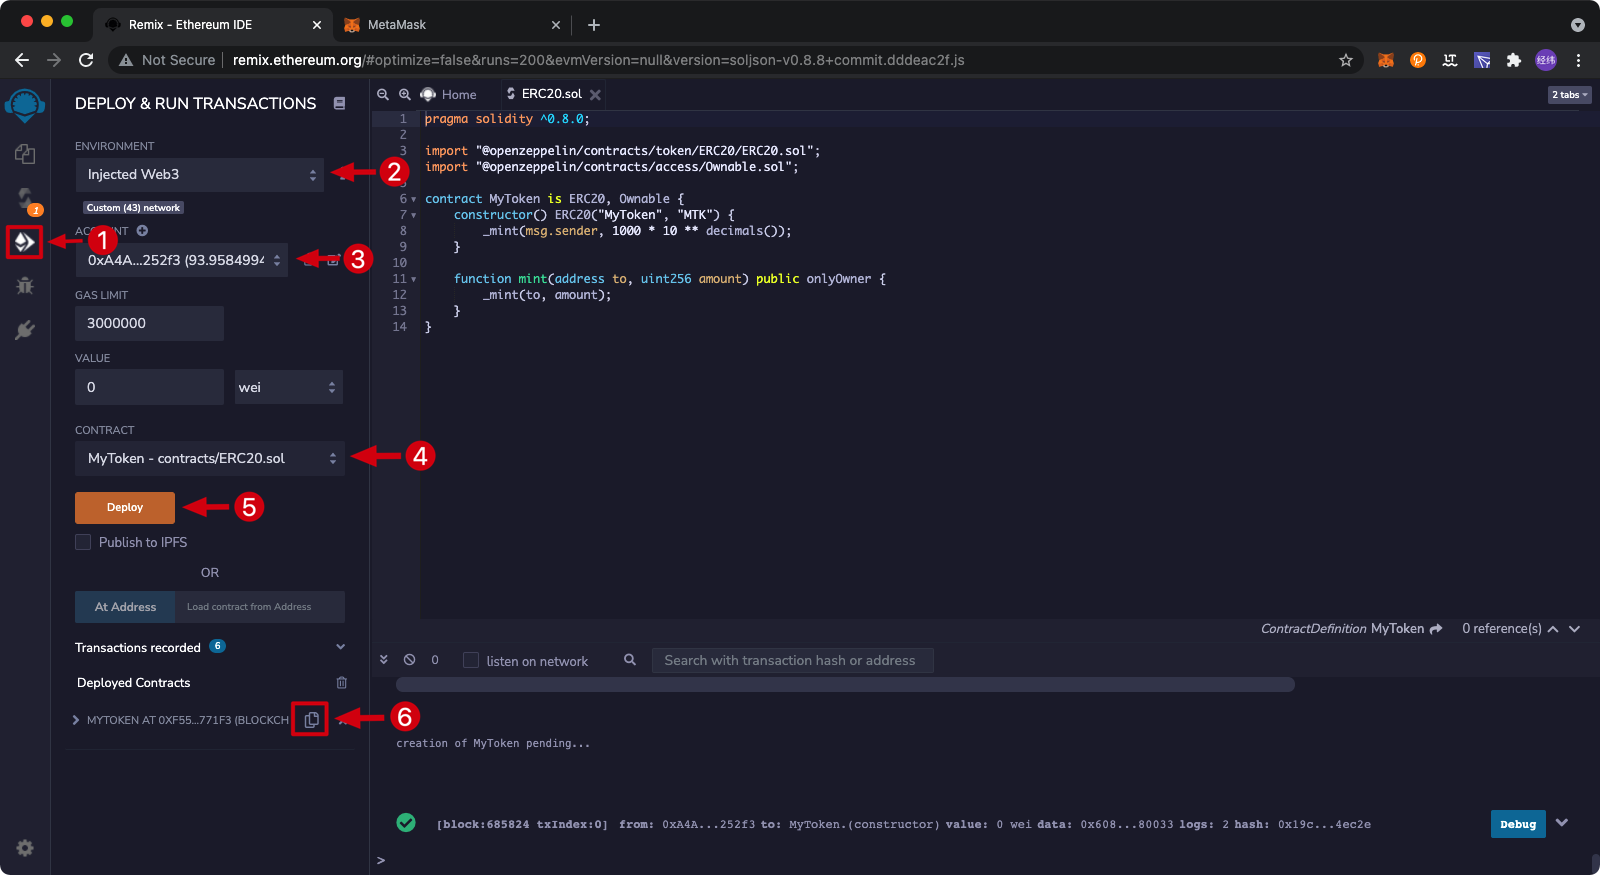 Remix - Ethereum IDE
MetaMask
Not Secure
remix.ethereum.org/#optimize=false&runs=200&evmVersion=null&version=soljson-v0.8.8+commit.dddeac2f.js
经纬
DEPLOY & RUN TRANSACTIONS
ENVIRONMENT
Injected Web3
2
Custom (43) network
1
1
0xA4A...252f3 (93.9584994
3
GAS LIMIT
3000000
VALUE
0
wei
CONTRACT
MyToken - contracts/ERC20.sol
4
Deploy
5
Publish to IPFS
OR
At Address
Load contract from Address
Transactions recorded 6
Deployed Contracts
MYTOKEN AT 0XF55...771F3 (BLOCKCH
6
Home
ERC20.sol
2 tabs
1 pragma solidity ^0.8.0;
2
3 import "@openzeppelin/contracts/token/ERC20/ERC20.sol";
4 import "@openzeppelin/contracts/access/Ownable.sol";
6 contract MyToken is ERC20, Ownable {
7 constructor() ERC20("MyToken", "MTK") {
8 _mint(msg.sender, 1000 * 10 ** decimals());
9 }
10
11 function mint(address to, uint256 amount) public onlyOwner {
12 _mint(to, amount);
13 }
14 }
ContractDefinition MyToken
0 reference(s)
0
listen on network
Search with transaction hash or address
creation of MyToken pending...
[block:685824 txIndex:0] from: 0xA4A...252f3 to: MyToken.(constructor) value: 0 wei data: 0x608...80033 logs: 2 hash: 0x19c...4ec2e
Debug
>